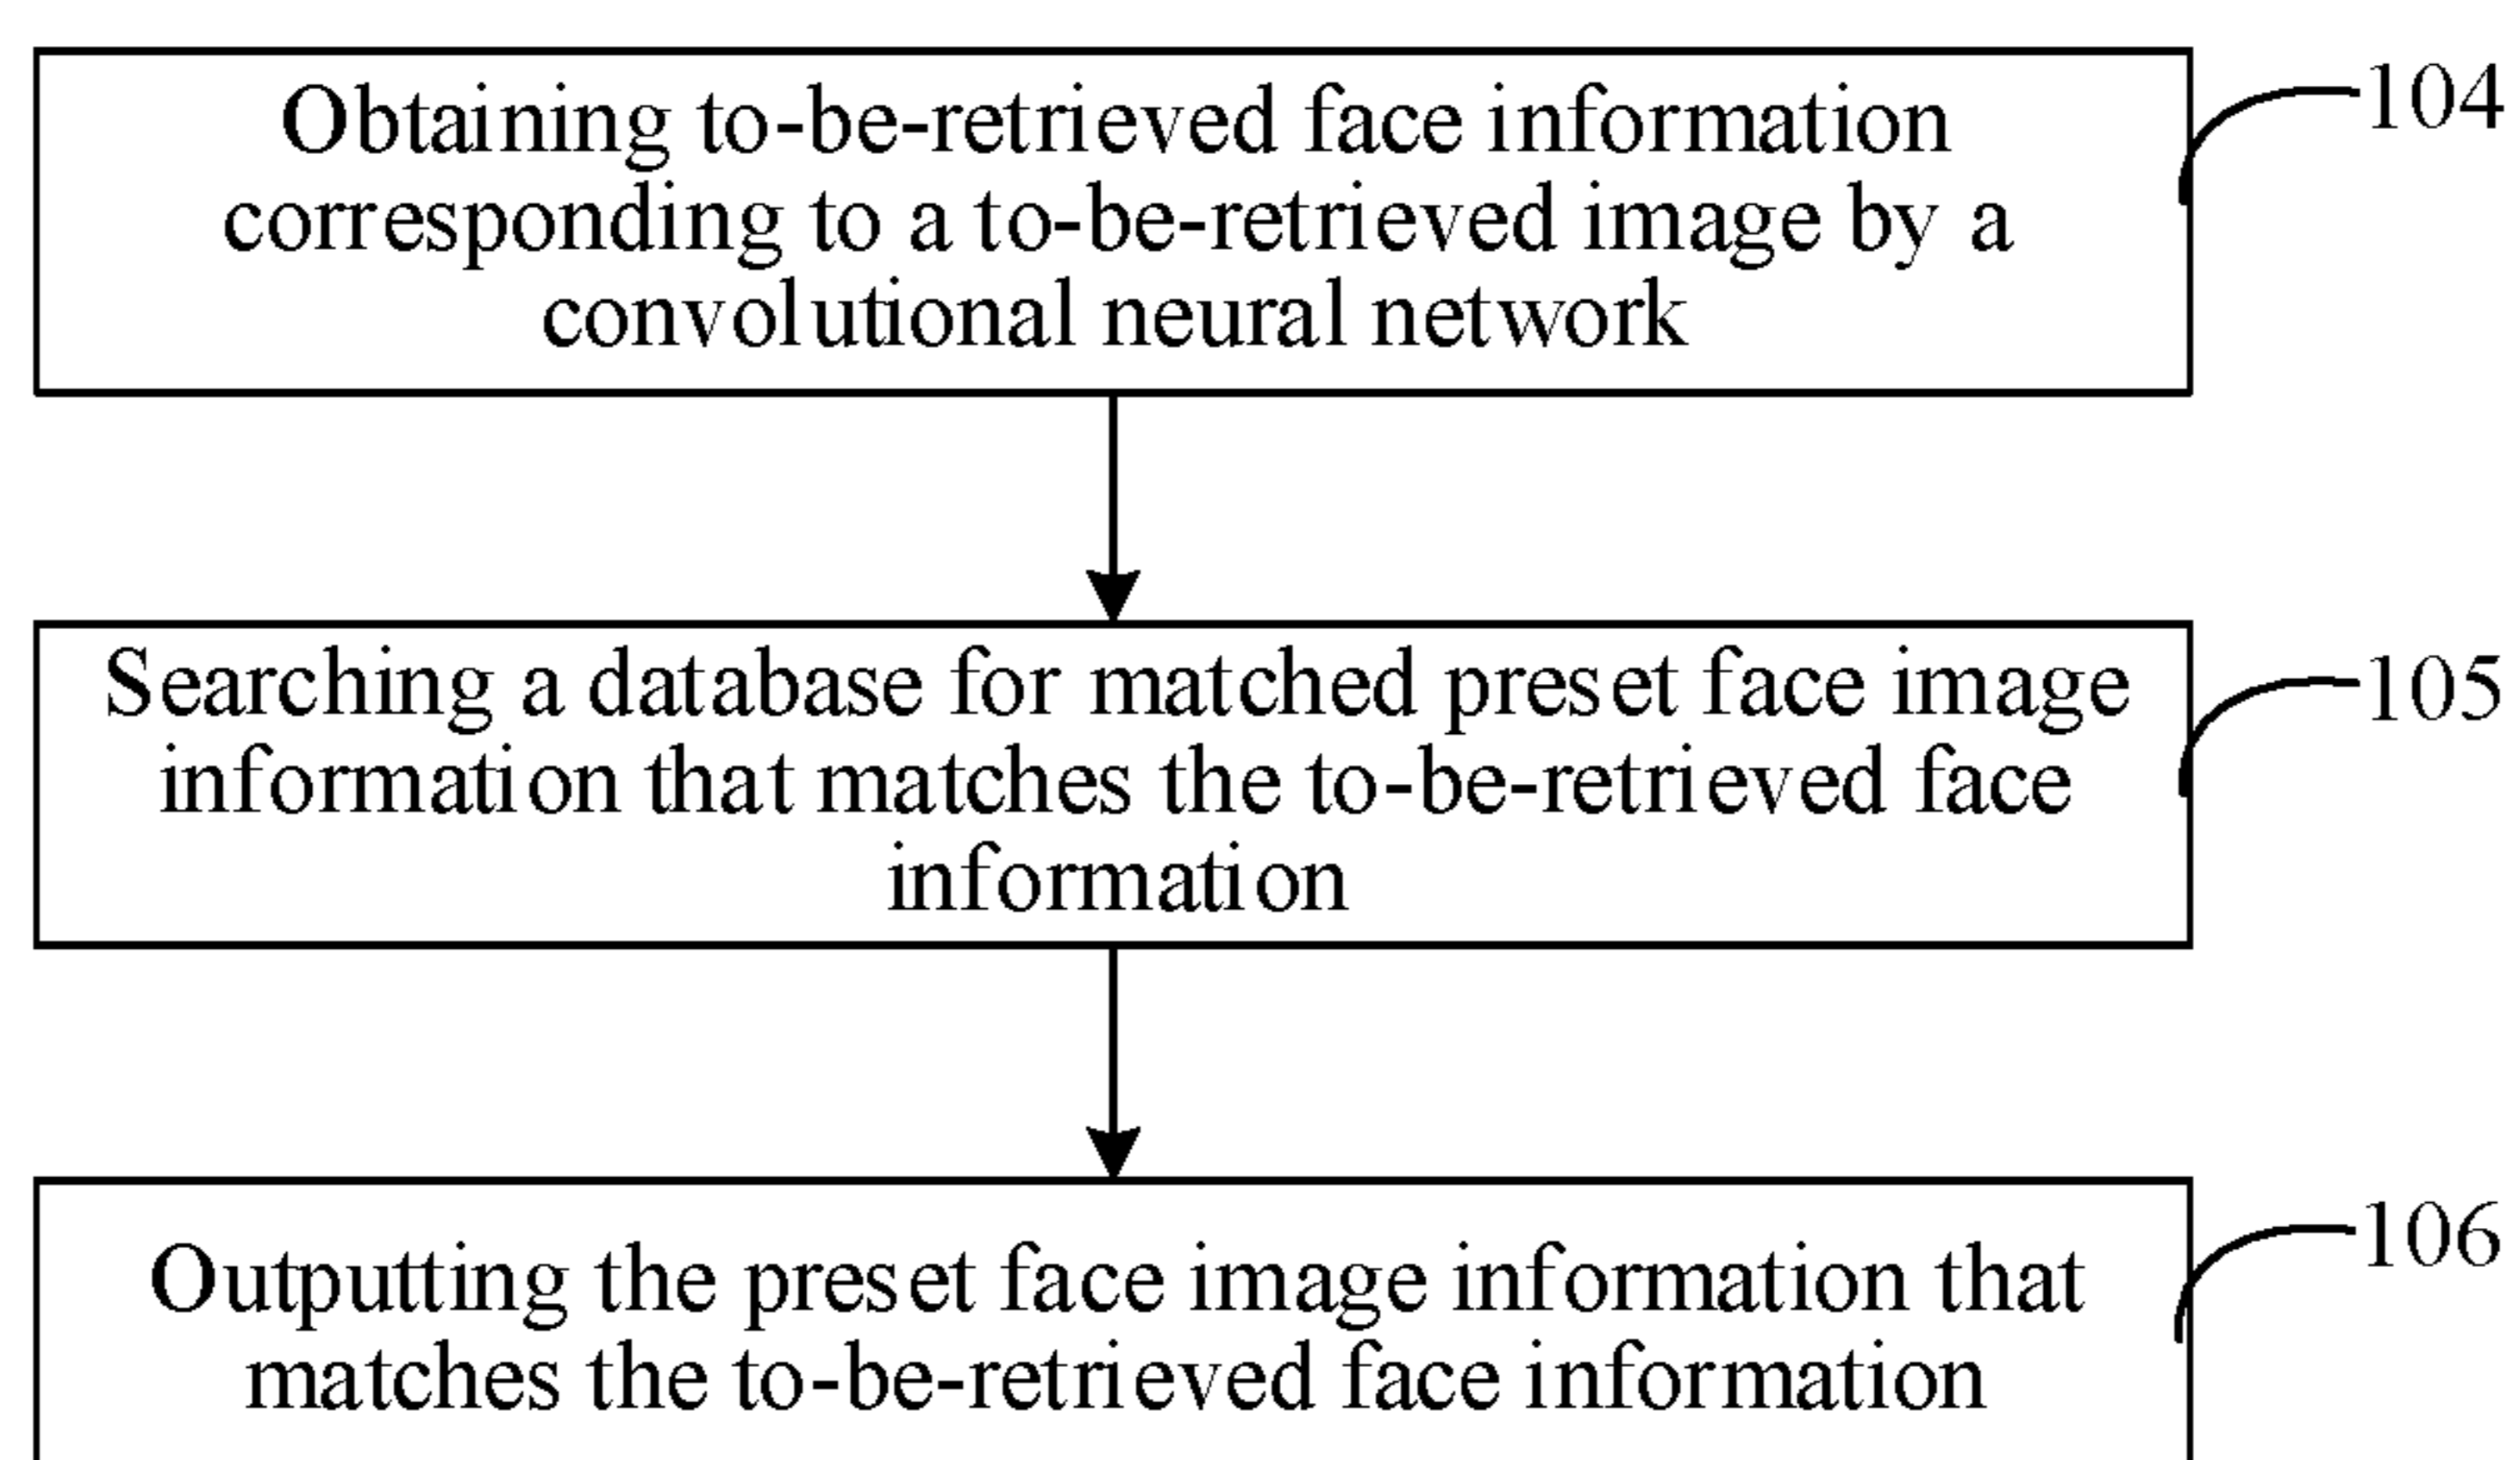 Obtaining to-be-retrieved face information
corresponding to a to-be-retrieved image by a
convolutional neural network
104
Searching a database for matched preset face image
information that matches the to-be-retrieved face
information
105
Outputting the preset face image information that
matches the to-be-retrieved face information
106